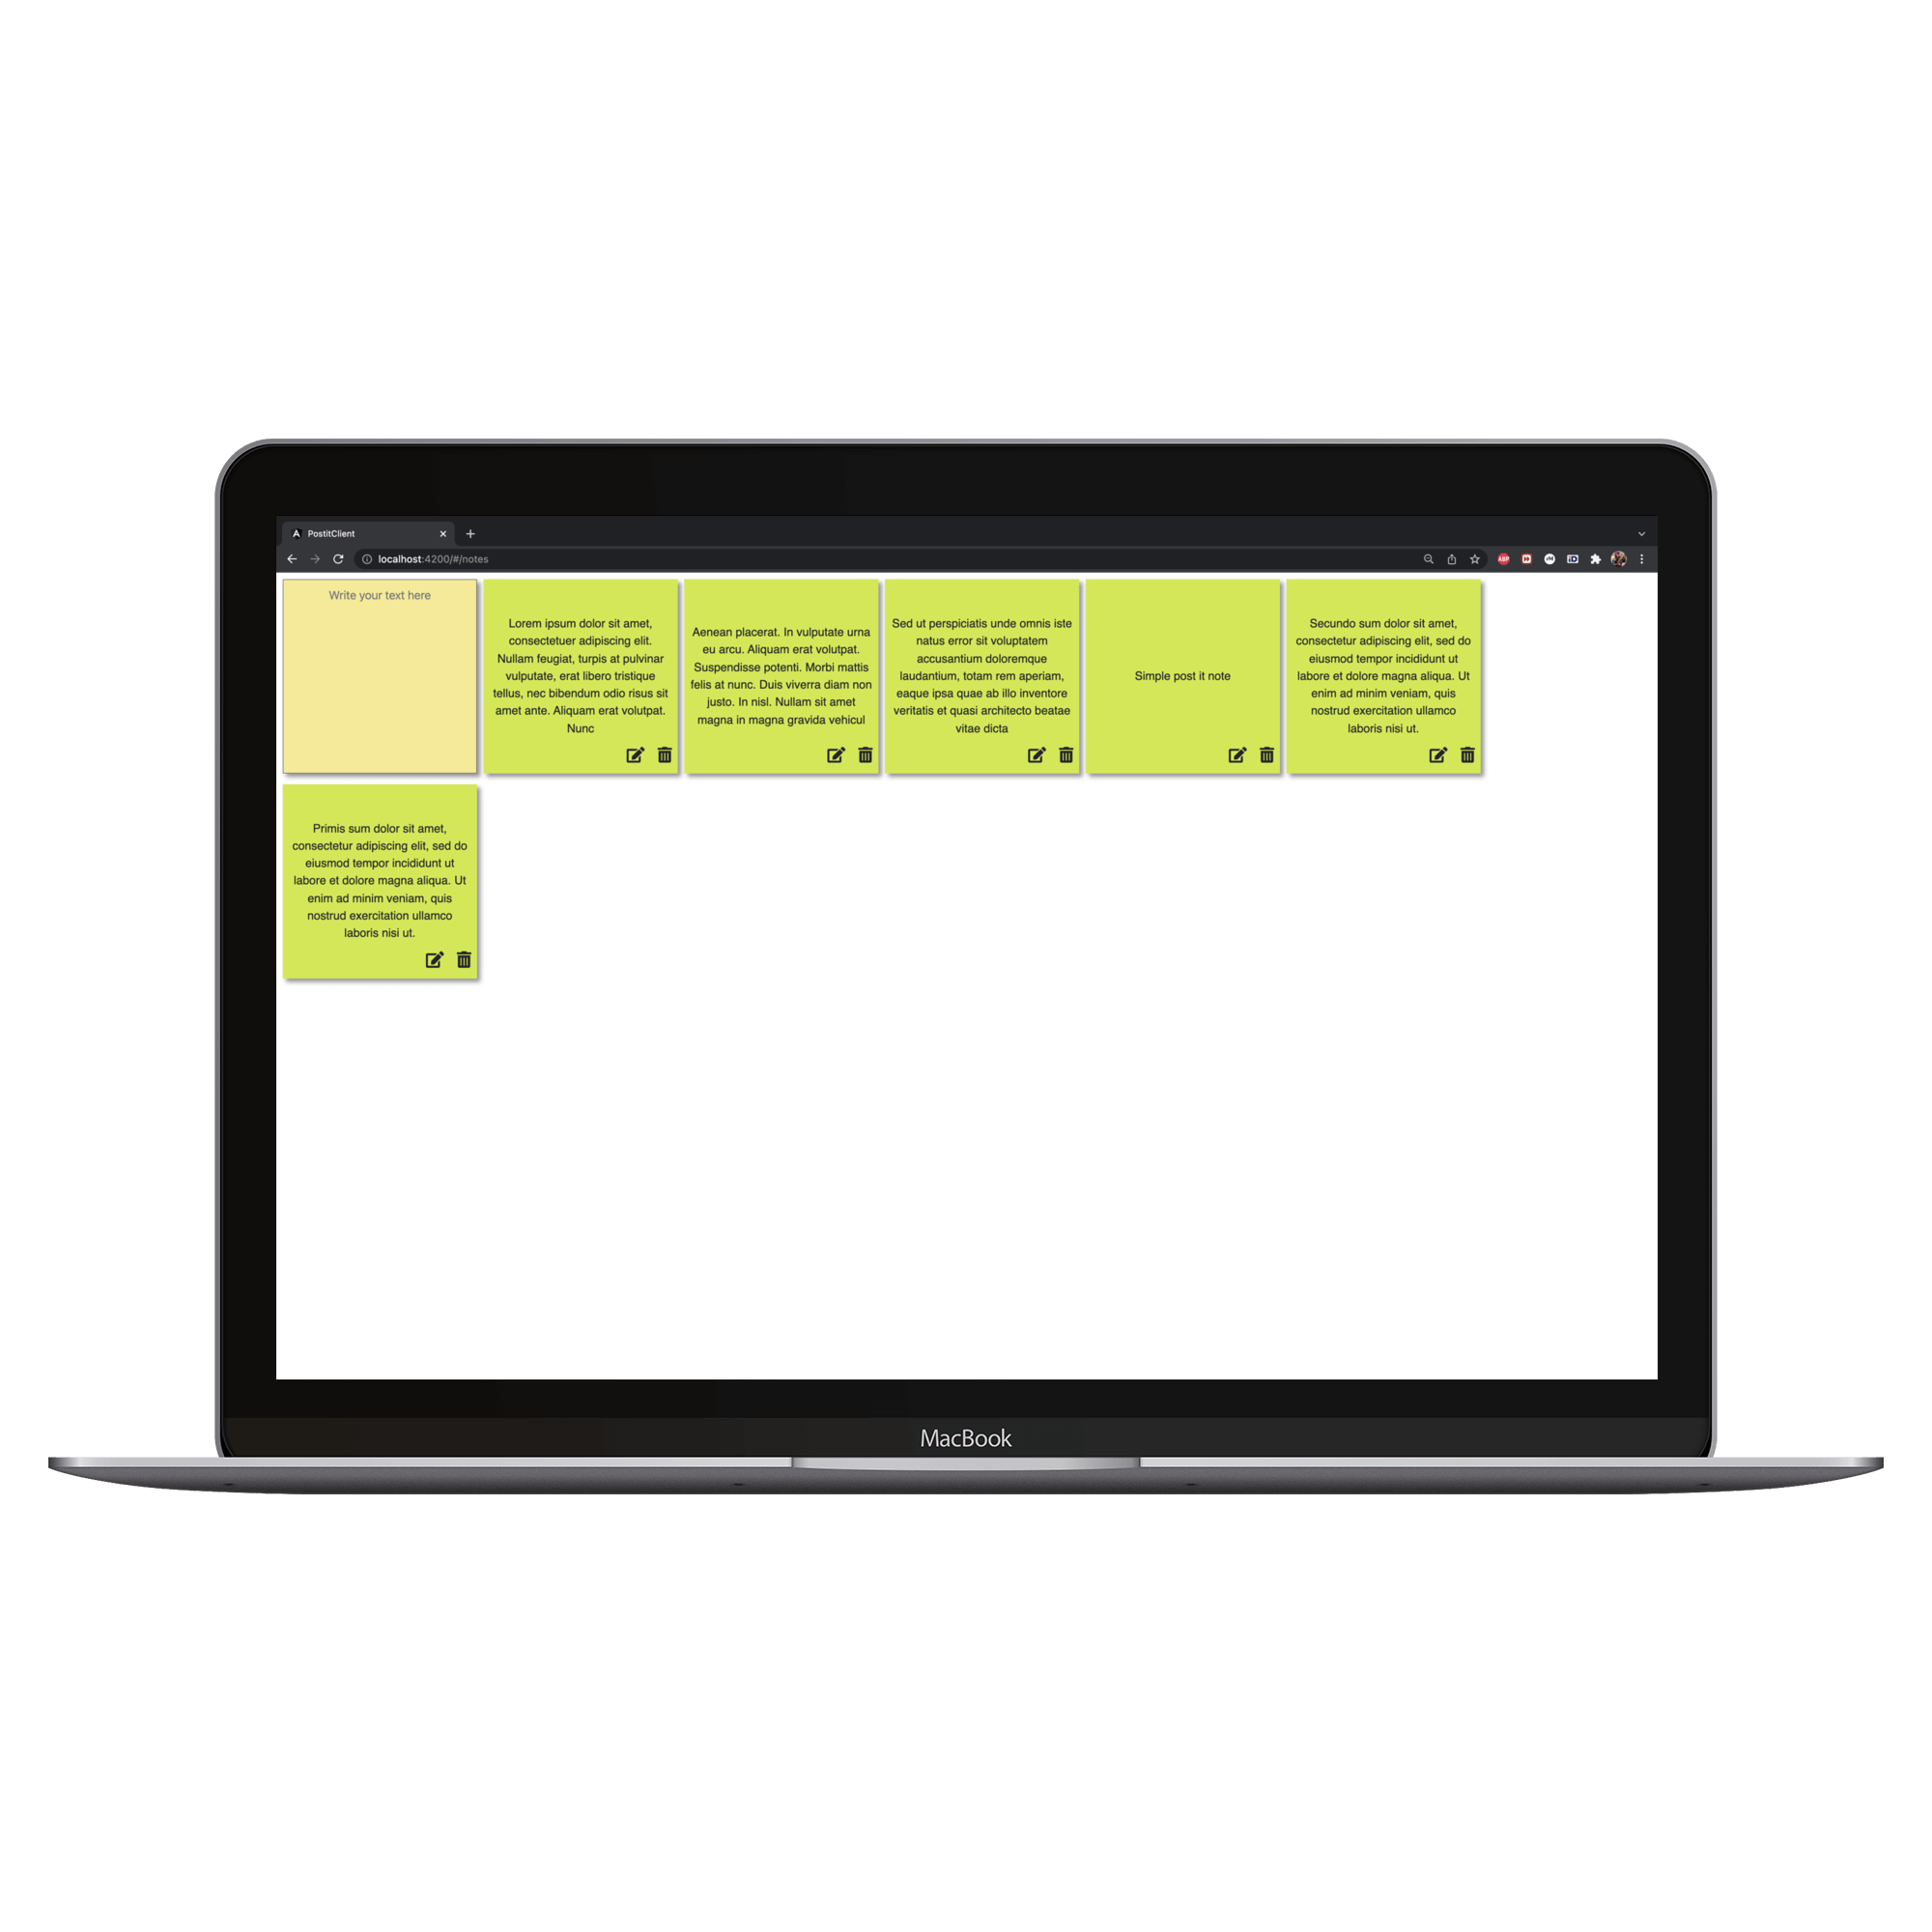 PostitClient
localhost:4200/#/notes
ABP
iD
Write your text here
Lorem ipsum dolor sit amet,
consectetuer adipiscing elit.
Nullam feugiat, turpis at pulvinar
vulputate, erat libero tristique
tellus, nec bibendum odio risus sit
amet ante. Aliquam erat volutpat.
Nunc
Aenean placerat. In vulputate urna
eu arcu. Aliquam erat volutpat.
Suspendisse potenti. Morbi mattis
felis at nunc. Duis viverra diam non
justo. In nisl. Nullam sit amet
magna in magna gravida vehicul
Sed ut perspiciatis unde omnis iste
natus error sit voluptatem
accusantium doloremque
laudantium, totam rem aperiam,
eaque ipsa quae ab illo inventore
veritatis et quasi architecto beatae
vitae dicta
Simple post it note
Secundo sum dolor sit amet,
consectetur adipiscing elit, sed do
eiusmod tempor incididunt ut
labore et dolore magna aliqua. Ut
enim ad minim veniam, quis
nostrud exercitation ullamco
laboris nisi ut.
Primis sum dolor sit amet,
consectetur adipiscing elit, sed do
eiusmod tempor incididunt ut
labore et dolore magna aliqua. Ut
enim ad minim veniam, quis
nostrud exercitation ullamco
laboris nisi ut.
MacBook